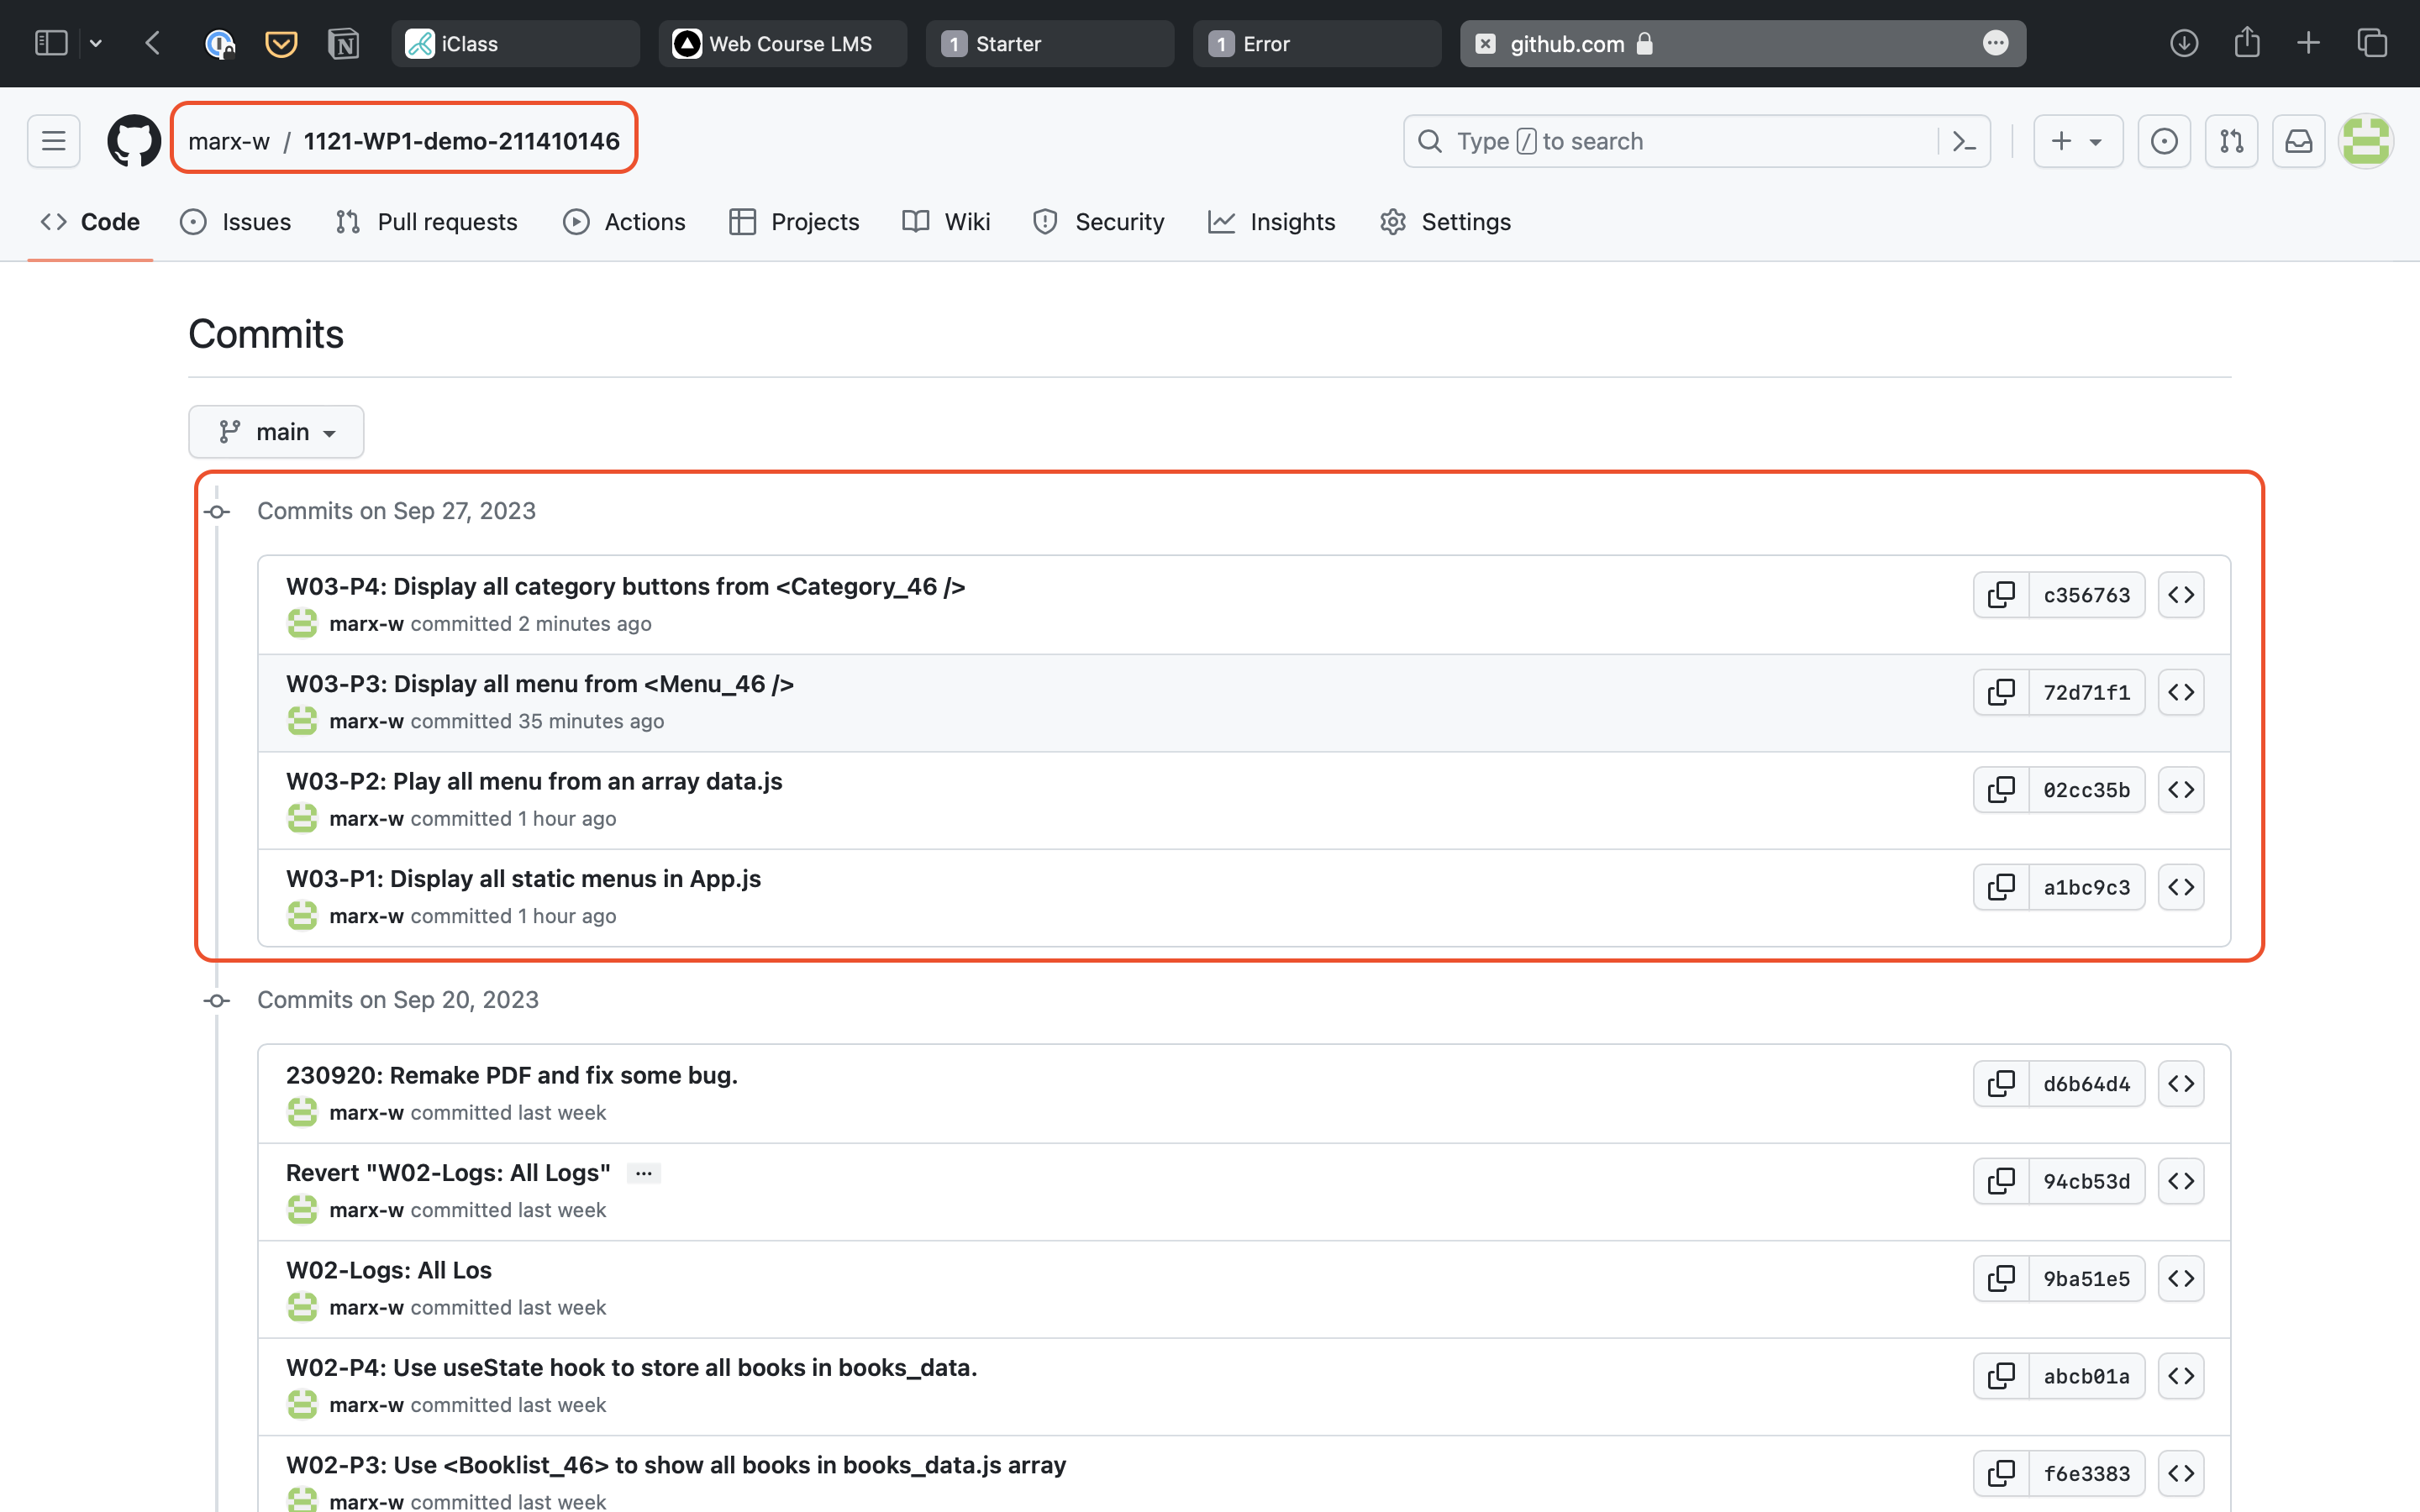 iClass
Web Course LMS
1 Starter
1 Error
github.com
marx-w / 1121-WP1-demo-211410146
Type / to search
Code
Issues
Pull requests
Actions
Projects
Wiki
Security
Insights
Settings
Commits
main
Commits on Sep 27, 2023
W03-P4: Display all category buttons from <Category_46 />
marx-w committed 2 minutes ago
c356763
W03-P3: Display all menu from <Menu_46 />
marx-w committed 35 minutes ago
72d71f1
W03-P2: Play all menu from an array data.js
marx-w committed 1 hour ago
02cc35b
W03-P1: Display all static menus in App.js
marx-w committed 1 hour ago
a1bc9c3
Commits on Sep 20, 2023
230920: Remake PDF and fix some bug.
marx-w committed last week
d6b64d4
Revert "W02-Logs: All Logs" ...
marx-w committed last week
94cb53d
W02-Logs: All Los
marx-w committed last week
9ba51e5
W02-P4: Use useState hook to store all books in books_data.
marx-w committed last week
abcb01a
W02-P3: Use <Booklist_46> to show all books in books_data.js array
marx-w committed last week
f6e3383